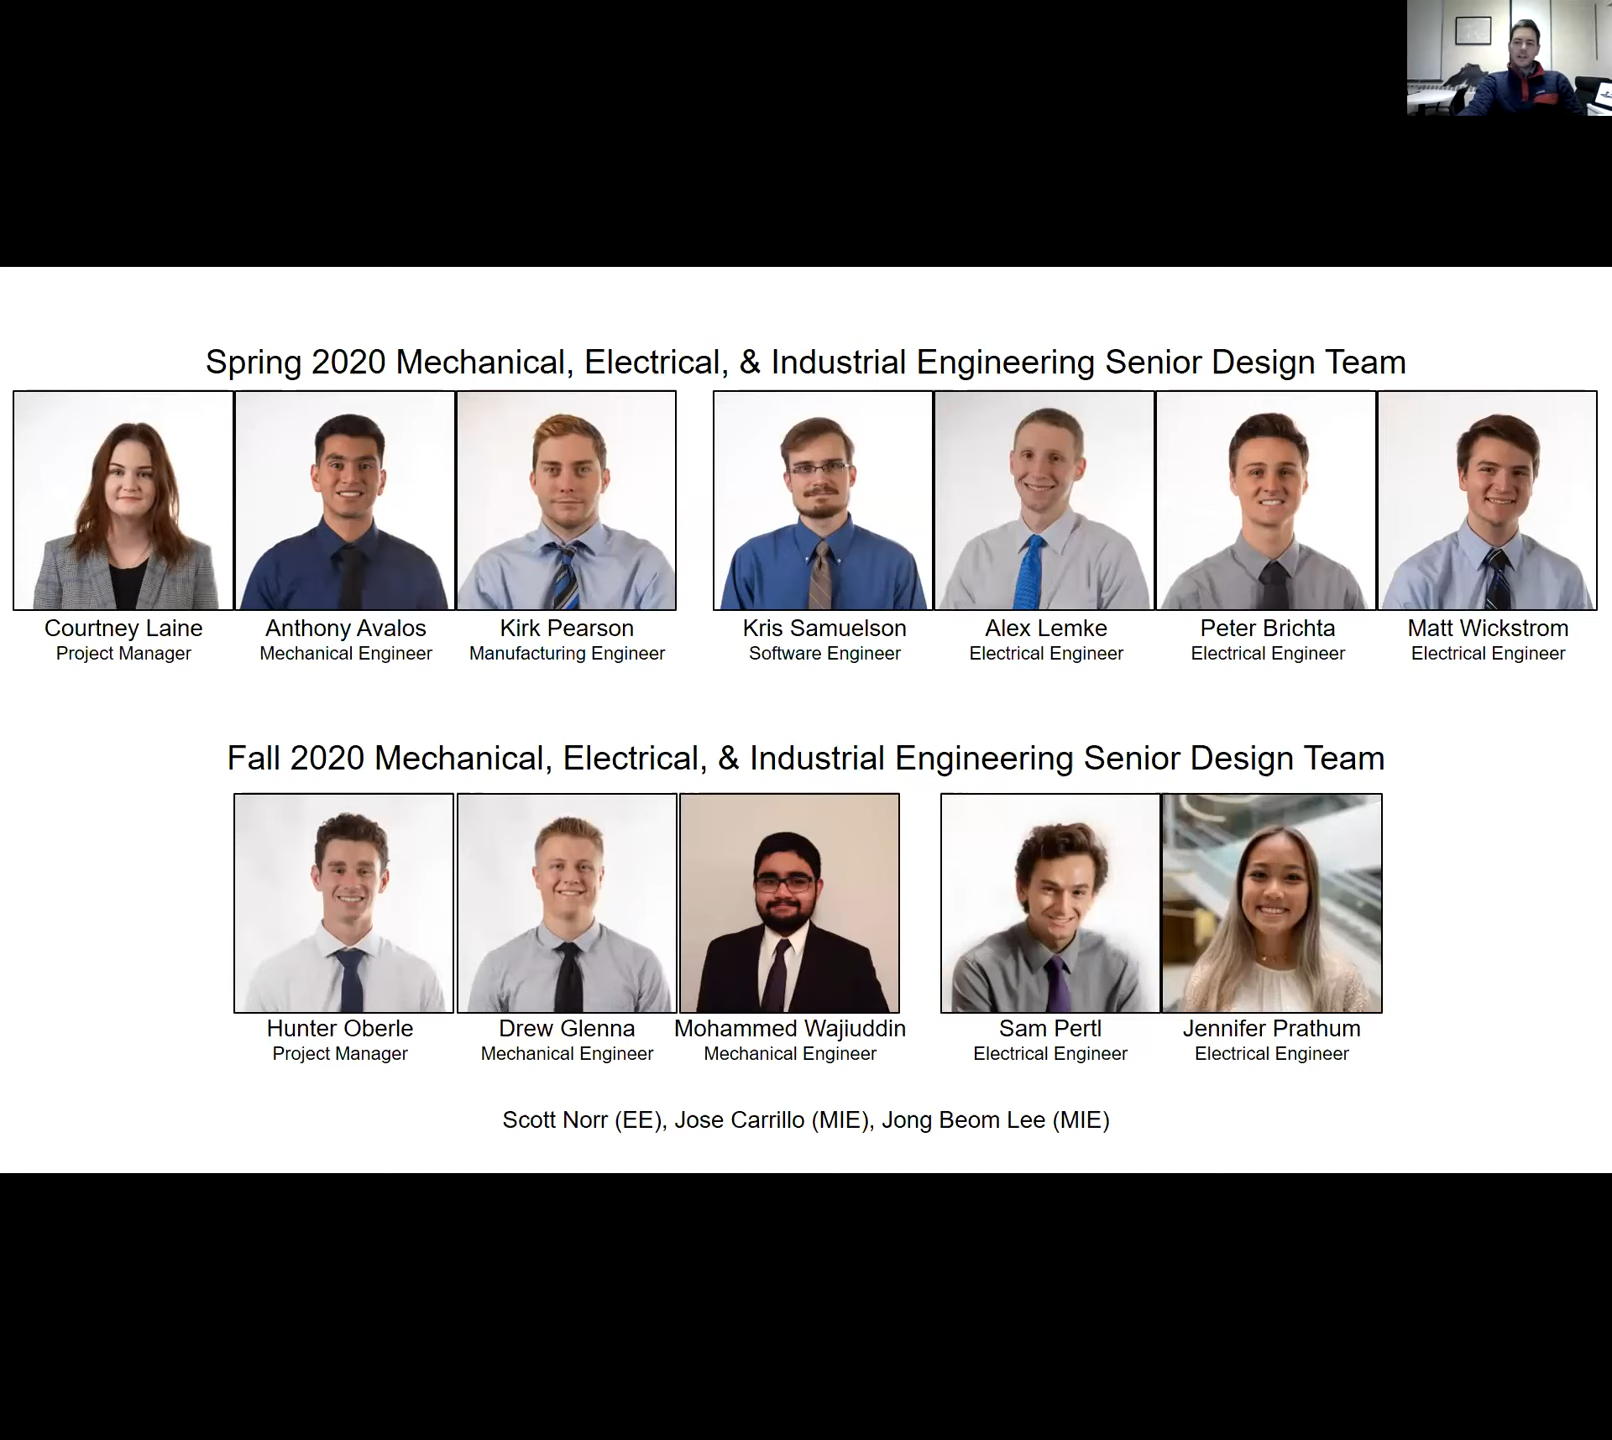 Spring 2020 Mechanical, Electrical, & Industrial Engineering Senior Design Team
Courtney Laine
Project Manager
Anthony Avalos
Mechanical Engineer
Kirk Pearson
Manufacturing Engineer
Kris Samuelson
Software Engineer
Alex Lemke
Electrical Engineer
Peter Brichta
Electrical Engineer
Matt Wickstrom
Electrical Engineer
Fall 2020 Mechanical, Electrical, & Industrial Engineering Senior Design Team
Hunter Oberle
Project Manager
Drew Glenna
Mechanical Engineer
Mohammed Wajiuddin
Mechanical Engineer
Sam Pertl
Electrical Engineer
Jennifer Prathum
Electrical Engineer
Scott Norr (EE), Jose Carrillo (MIE), Jong Beom Lee (MIE)